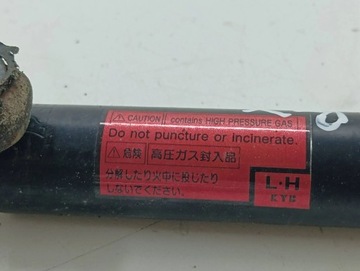 ⚠ CAUTION contains HIGH PRESSURE GAS
Do not puncture or incinerate.
⚠ 危険 高圧ガス封入品
分解したり火中に投じたり
しないでください。
L・H
KYB